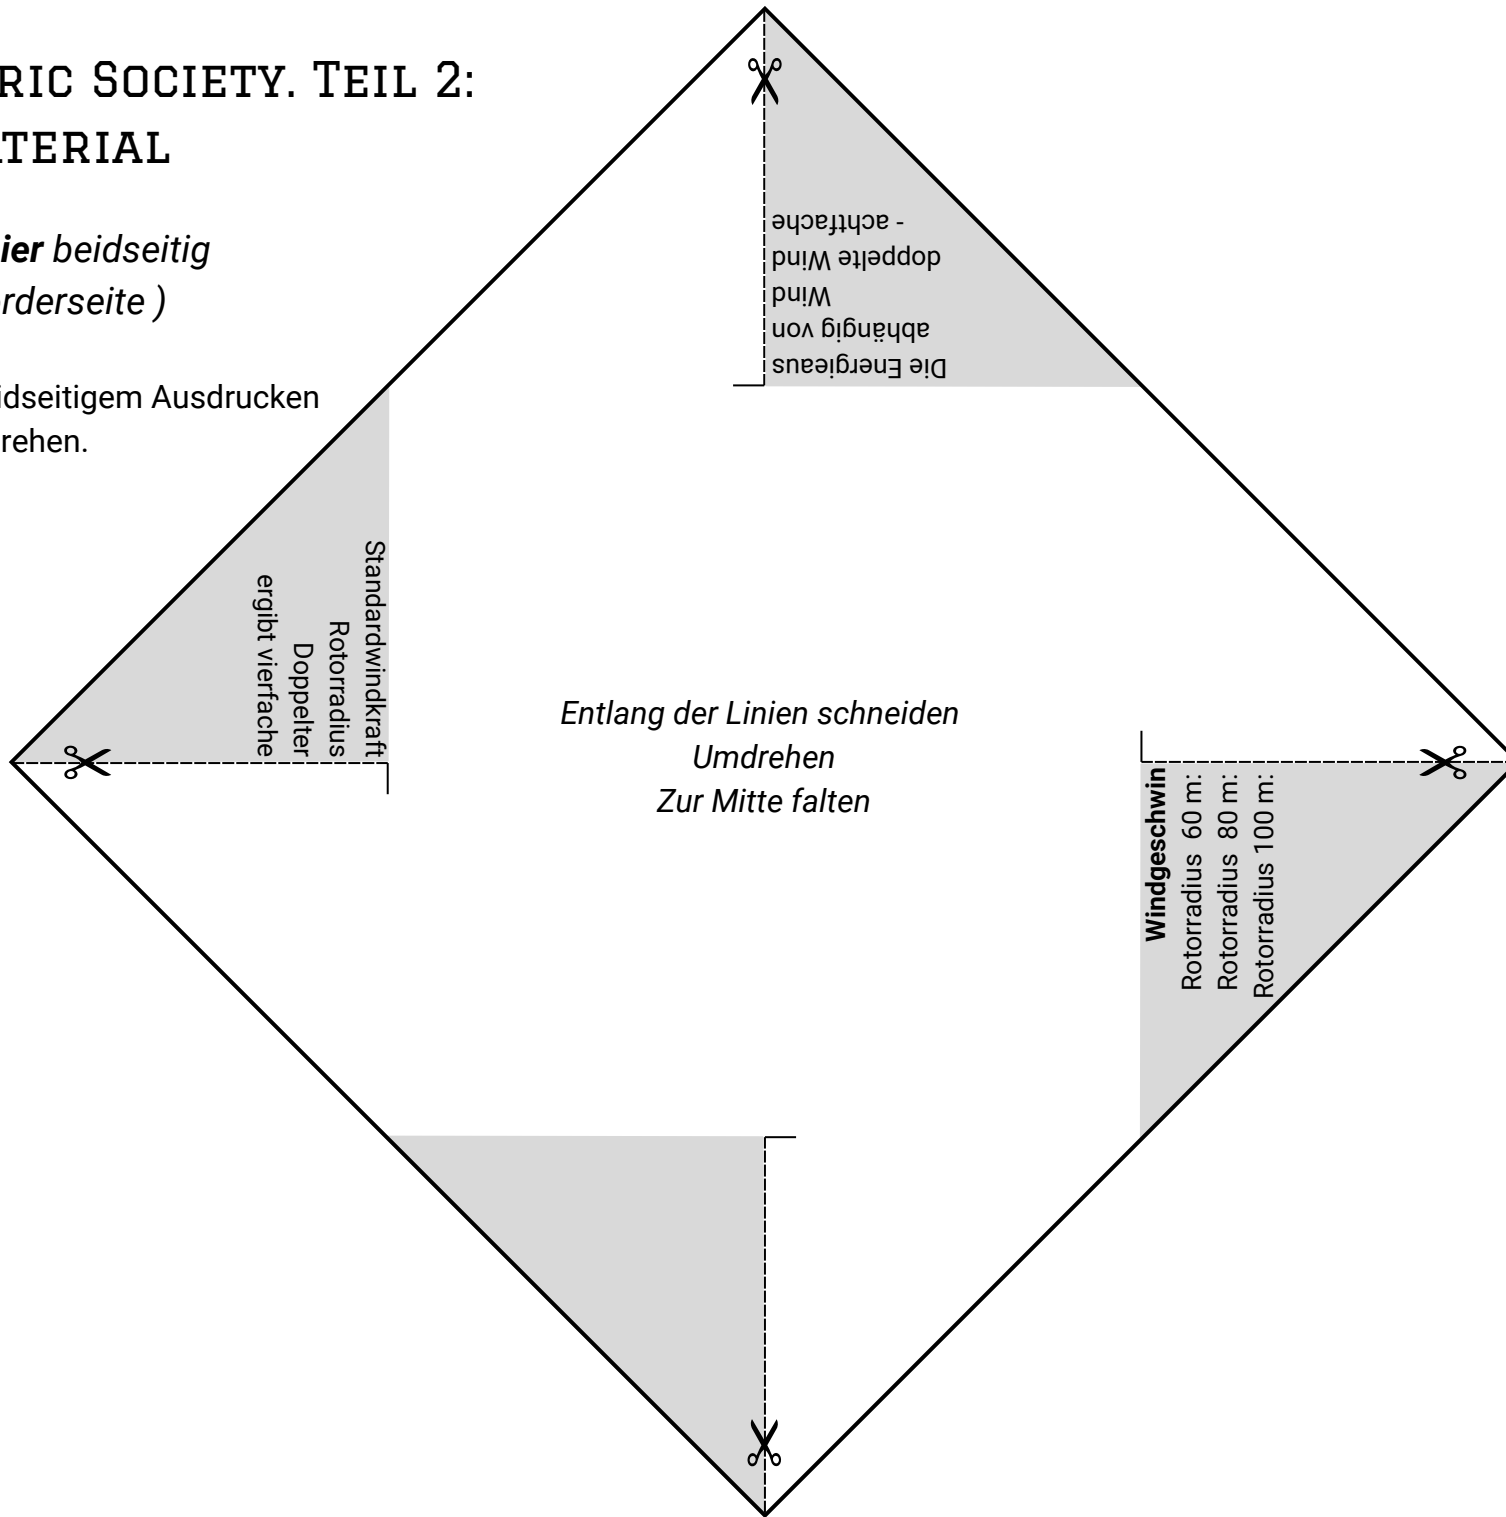 RIC SOCIETY. TEIL 2:
TERIAL
ier beidseitig
rderseite )
idseitigem Ausdrucken
rehen.
Die Energieaus
abhängig von
Wind
doppelte Wind
- achtfache
Standardwindkraft
Rotorradius
Doppelter
ergibt vierfache
Entlang der Linien schneiden
Umdrehen
Zur Mitte falten
Windgeschwin
Rotorradius 60 m:
Rotorradius 80 m:
Rotorradius 100 m: